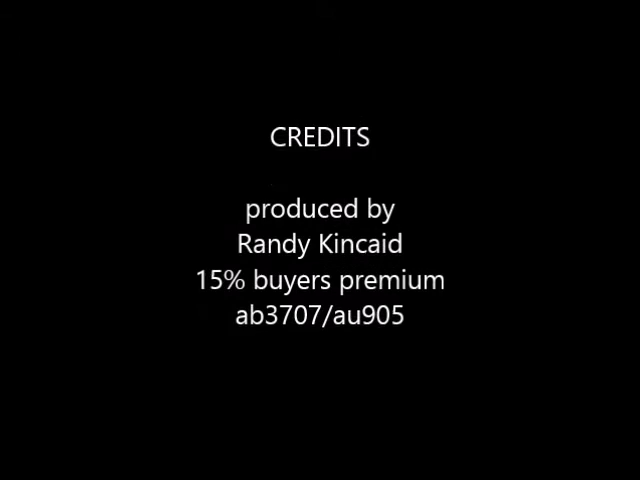 CREDITS
produced by
Randy Kincaid
15% buyers premium
ab3707/au905